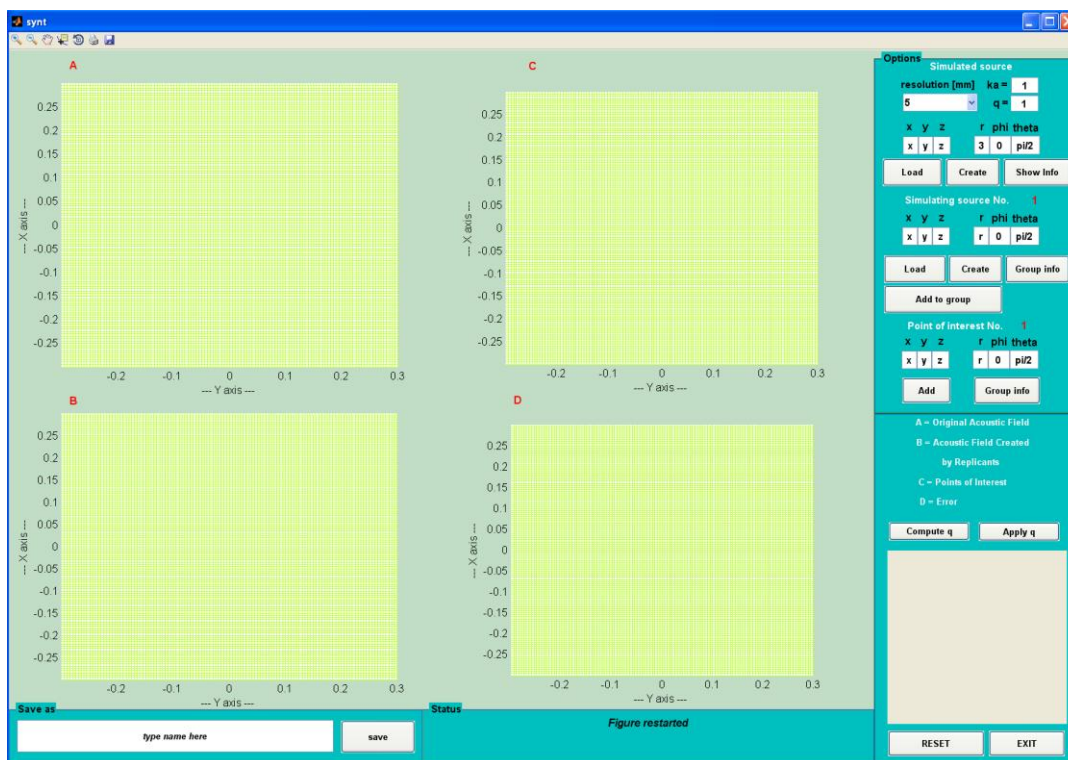 synt
A
0.25
0.2
0.15
0.1
0.05
0
-0.05
-0.1
-0.15
-0.2
-0.25
--- X axis ---
-0.2 -0.1 0 0.1 0.2 0.3
--- Y axis ---
C
0.25
0.2
0.15
0.1
0.05
0
-0.05
-0.1
-0.15
-0.2
-0.25
--- X axis ---
-0.2 -0.1 0 0.1 0.2 0.3
--- Y axis ---
B
0.25
0.2
0.15
0.1
0.05
0
-0.05
-0.1
-0.15
-0.2
-0.25
--- X axis ---
-0.2 -0.1 0 0.1 0.2 0.3
--- Y axis ---
D
0.25
0.2
0.15
0.1
0.05
0
-0.05
-0.1
-0.15
-0.2
-0.25
--- X axis ---
-0.2 -0.1 0 0.1 0.2 0.3
--- Y axis ---
Save as
type name here save
Status
Figure restarted
Options
Simulated source
resolution [mm] ka = 1
5 q = 1
x y z r phi theta
x y z 3 0 pi/2
Load Create Show Info
Simulating source No. 1
x y z r phi theta
x y z r 0 pi/2
Load Create Group info
Add to group
Point of interest No. 1
x y z r phi theta
x y z r 0 pi/2
Add Group info
A = Original Acoustic Field
B = Acoustic Field Created
by Replicants
C = Points of Interest
D = Error
Compute q Apply q
RESET EXIT